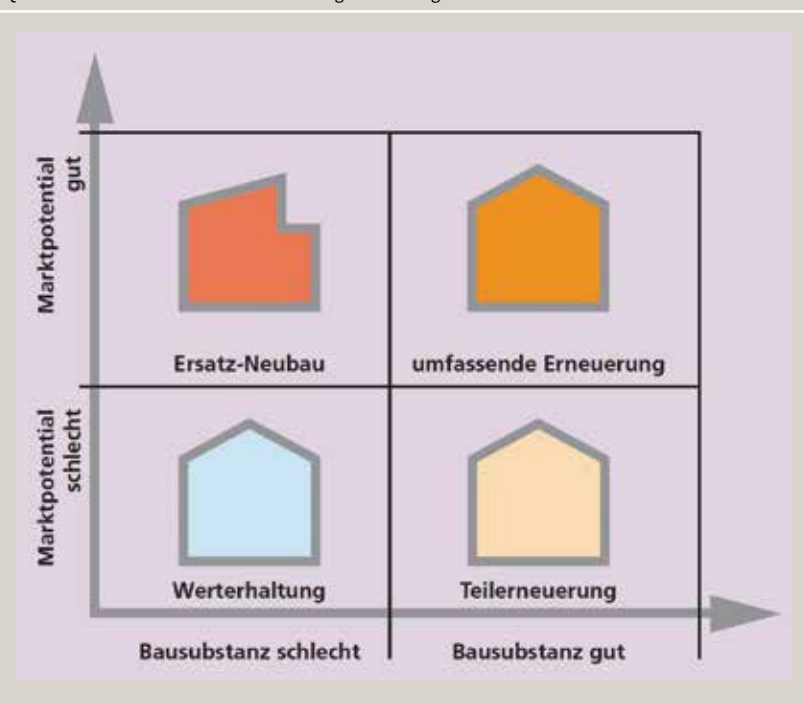 Marktpotential
gut
Ersatz-Neubau
umfassende Erneuerung
Marktpotential
schlecht
Werterhaltung
Teilerneuerung
Bausubstanz schlecht
Bausubstanz gut